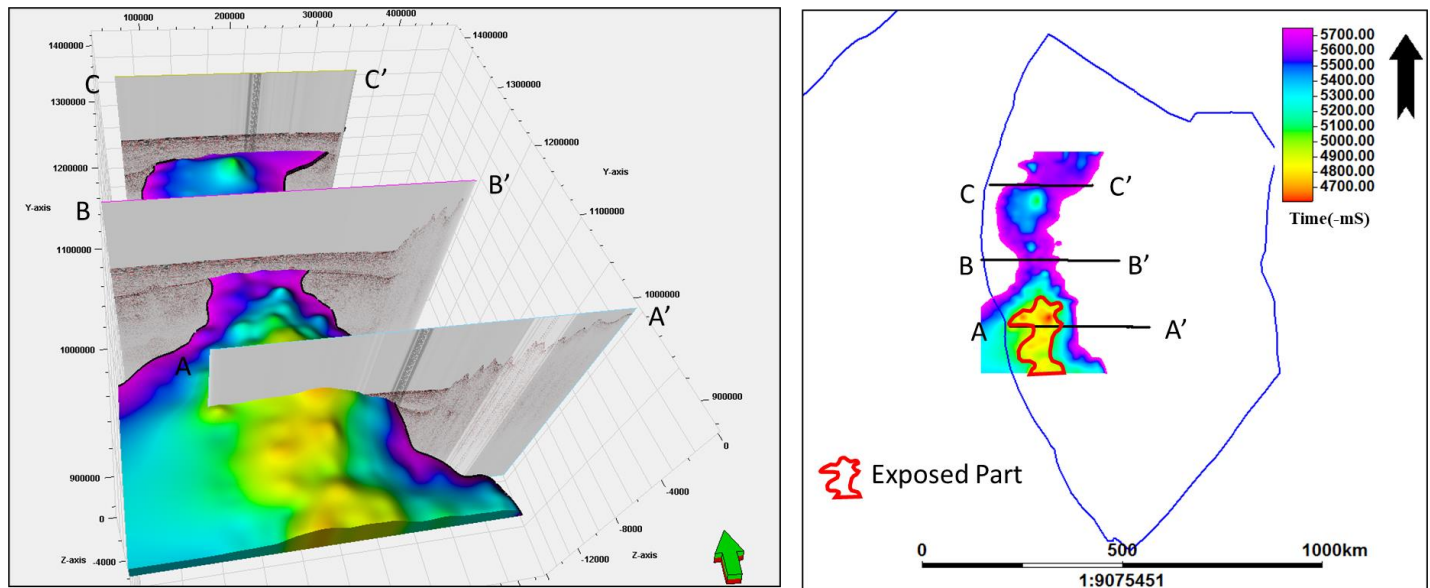 100000 200000 300000 400000
1400000
1400000
C
C'
1300000
1300000
1200000
1200000
Y-axis
Y-axis
B
B'
1100000
1100000
1000000
A'
1000000
A
900000
900000
0
0
-4000
-8000
Z-axis
-4000
-12000
Z-axis
5700.00
5600.00
5500.00
5400.00
5300.00
5200.00
5100.00
5000.00
4900.00
4800.00
4700.00
Time(-mS)
C C'
B B'
A A'
Exposed Part
0 500 1000km
1:9075451